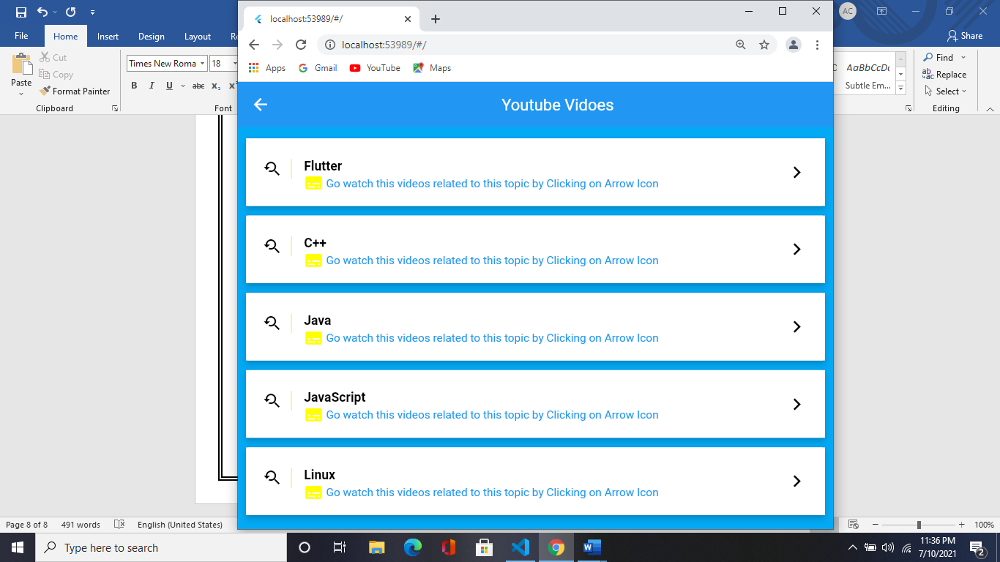 AC
File
Home
Insert
Design
Layout
Share
Paste
Cut
Copy
Format Painter
Clipboard
Times New Roma
18
B I U abc x₂
Font
AaBbCcDc
Subtle Em...
Find
Replace
Select
Editing
localhost:53989/#/
localhost:53989/#/
Apps Gmail YouTube Maps
Youtube Vidoes
Flutter
Go watch this videos related to this topic by Clicking on Arrow Icon
C++
Go watch this videos related to this topic by Clicking on Arrow Icon
Java
Go watch this videos related to this topic by Clicking on Arrow Icon
JavaScript
Go watch this videos related to this topic by Clicking on Arrow Icon
Linux
Go watch this videos related to this topic by Clicking on Arrow Icon
Page 8 of 8 491 words English (United States)
100%
Type here to search
11:36 PM
7/10/2021
2